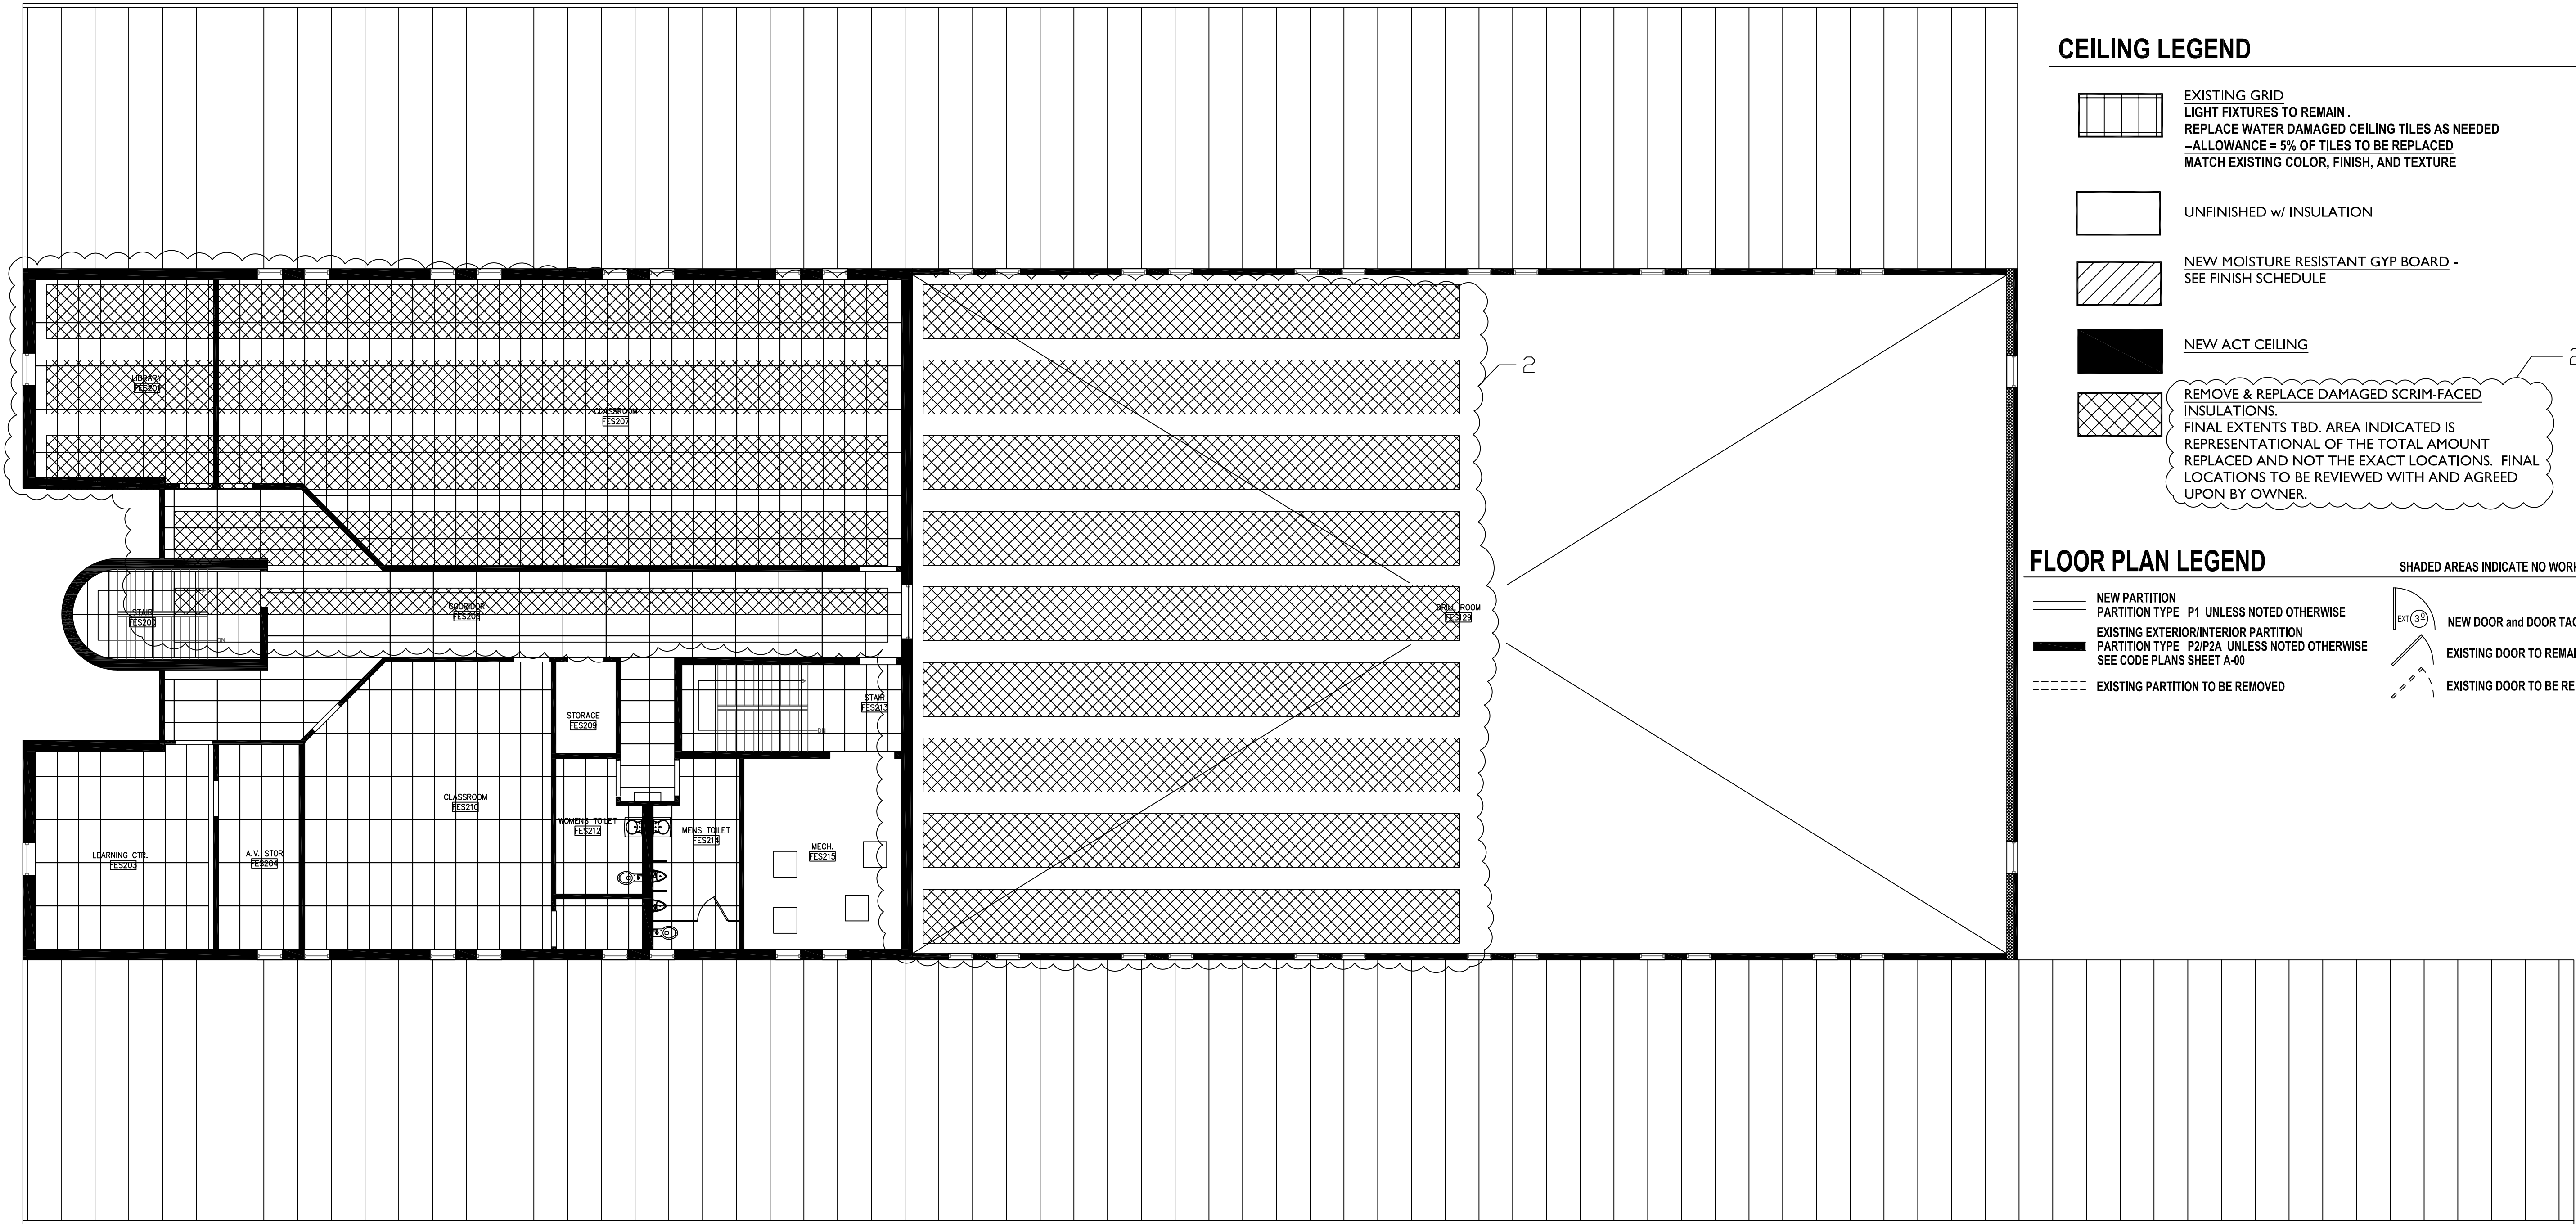 CEILING LEGEND
EXISTING GRID
LIGHT FIXTURES TO REMAIN .
REPLACE WATER DAMAGED CEILING TILES AS NEEDED
–ALLOWANCE = 5% OF TILES TO BE REPLACED
MATCH EXISTING COLOR, FINISH, AND TEXTURE
UNFINISHED w/ INSULATION
NEW MOISTURE RESISTANT GYP BOARD -
SEE FINISH SCHEDULE
NEW ACT CEILING
REMOVE & REPLACE DAMAGED SCRIM-FACED
INSULATIONS.
FINAL EXTENTS TBD. AREA INDICATED IS
REPRESENTATIONAL OF THE TOTAL AMOUNT
REPLACED AND NOT THE EXACT LOCATIONS. FINAL
LOCATIONS TO BE REVIEWED WITH AND AGREED
UPON BY OWNER.
FLOOR PLAN LEGEND
SHADED AREAS INDICATE NO WORK
NEW PARTITION
PARTITION TYPE P1 UNLESS NOTED OTHERWISE
EXISTING EXTERIOR/INTERIOR PARTITION
PARTITION TYPE P2/P2A UNLESS NOTED OTHERWISE
SEE CODE PLANS SHEET A-00
EXISTING PARTITION TO BE REMOVED
EXT 3º
NEW DOOR and DOOR TAG
EXISTING DOOR TO
EXISTING DOOR TO BE
2
LIBRARY
FES201
CLASSROOM
FES207
STAIR
FES200
DN
COORIDOR
DRILL ROOM
FES129
STAIR
FES213
DN
STORAGE
FES209
CLASSROOM
FES210
WOMENS TOILET
FES212
MENS TOILET
FES214
MECH.
FES215
LEARNING CTR.
FES203
A.V. STOR
FES204